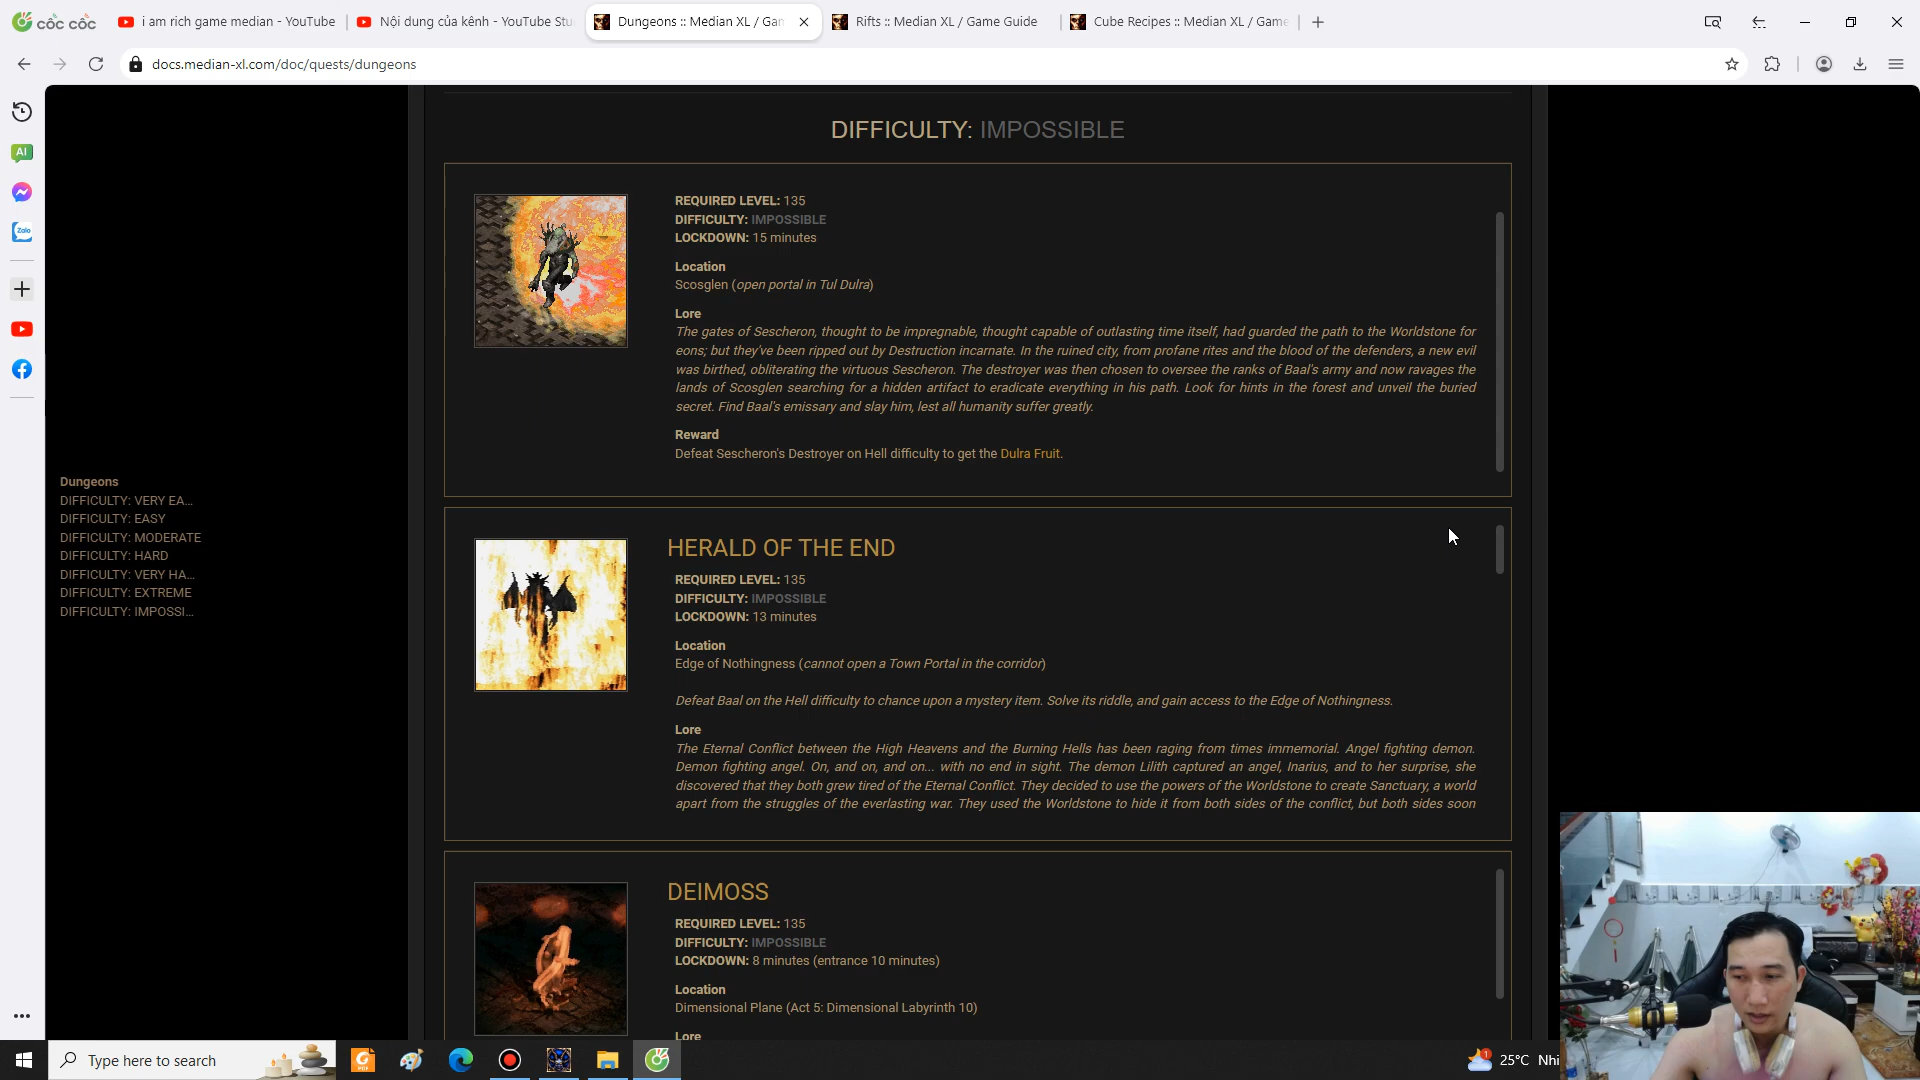 cốc cốc
i am rich game median - YouTube
Nội dung của kênh - YouTube Stu
Dungeons :: Median XL / Gan
Rifts :: Median XL / Game Guide
Cube Recipes :: Median XL / Game
docs.median-xl.com/doc/quests/dungeons
AI
Zalo
Dungeons
DIFFICULTY: VERY EA...
DIFFICULTY: EASY
DIFFICULTY: MODERATE
DIFFICULTY: HARD
DIFFICULTY: VERY HA...
DIFFICULTY: EXTREME
DIFFICULTY: IMPOSSI...
DIFFICULTY: IMPOSSIBLE
REQUIRED LEVEL: 135
DIFFICULTY: IMPOSSIBLE
LOCKDOWN: 15 minutes
Location
Scosglen (open portal in Tul Dulra)
Lore
The gates of Sescheron, thought to be impregnable, thought capable of outlasting time itself, had guarded the path to the Worldstone for
eons; but they've been ripped out by Destruction incarnate. In the ruined city, from profane rites and the blood of the defenders, a new evil
was birthed, obliterating the virtuous Sescheron. The destroyer was then chosen to oversee the ranks of Baal's army and now ravages the
lands of Scosglen searching for a hidden artifact to eradicate everything in his path. Look for hints in the forest and unveil the buried
secret. Find Baal's emissary and slay him, lest all humanity suffer greatly.
Reward
Defeat Sescheron's Destroyer on Hell difficulty to get the Dulra Fruit.
HERALD OF THE END
REQUIRED LEVEL: 135
DIFFICULTY: IMPOSSIBLE
LOCKDOWN: 13 minutes
Location
Edge of Nothingness (cannot open a Town Portal in the corridor)
Defeat Baal on the Hell difficulty to chance upon a mystery item. Solve its riddle, and gain access to the Edge of Nothingness.
Lore
The Eternal Conflict between the High Heavens and the Burning Hells has been raging from times immemorial. Angel fighting demon.
Demon fighting angel. On, and on, and on... with no end in sight. The demon Lilith captured an angel, Inarius, and to her surprise, she
discovered that they both grew tired of the Eternal Conflict. They decided to use the powers of the Worldstone to create Sanctuary, a world
apart from the struggles of the everlasting war. They used the Worldstone to hide it from both sides of the conflict, but both sides soon
DEIMOSS
REQUIRED LEVEL: 135
DIFFICULTY: IMPOSSIBLE
LOCKDOWN: 8 minutes (entrance 10 minutes)
Location
Dimensional Plane (Act 5: Dimensional Labyrinth 10)
Lore
Type here to search
PDF
1
25°C Nhi